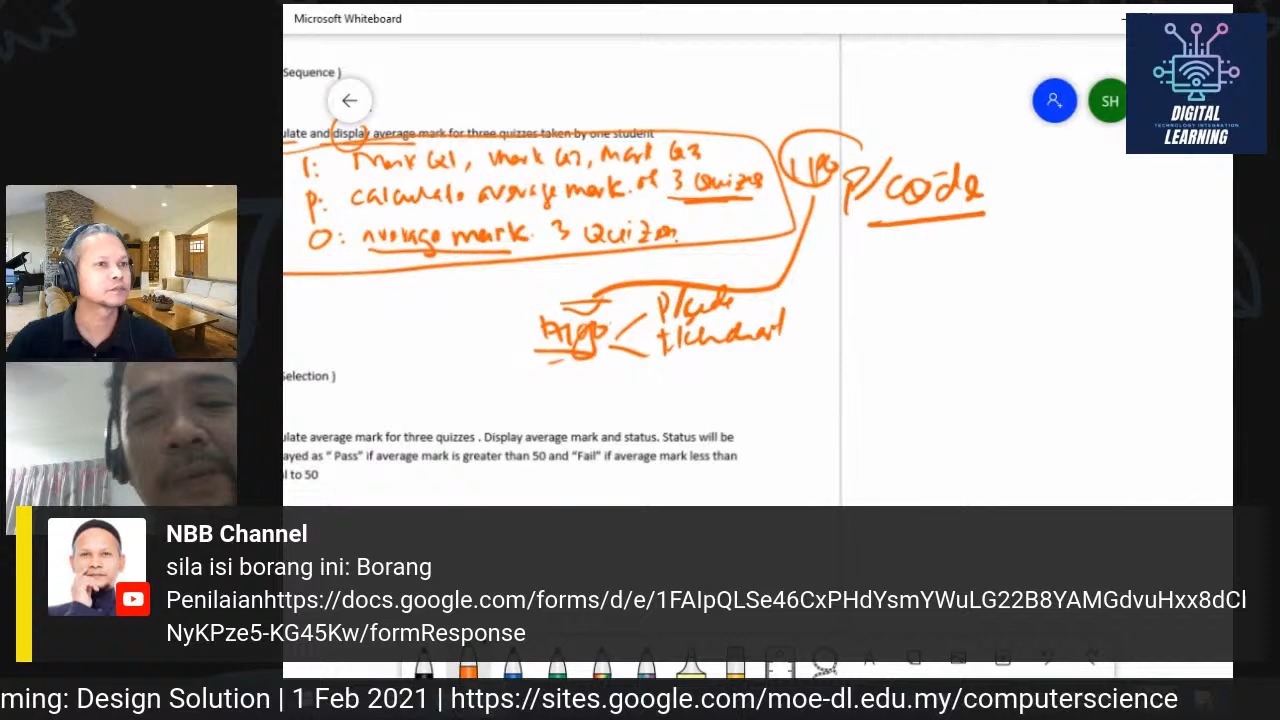 Microsoft Whiteboard
Sequence )
SH
DIGITAL
TECHNOLOGY INTEGRATION
LEARNING
ulate and display average mark for three quizzes taken by one student
I: Mark Q1, Mark Q2, Mark Q3
P: calculate average mark of 3 Quizes
O: average mark 3 Quizes
P/code
Algo
P/code
Selection )
ulate average mark for three quizzes . Display average mark and status. Status will be
ayed as “ Pass” if average mark is greater than 50 and “Fail” if average mark less than
l to 50
NBB Channel
sila isi borang ini: Borang
Penilaianhttps://docs.google.com/forms/d/e/1FAIpQLSe46CxPHdYsmYWuLG22B8YAMGdvuHxx8dCl
NyKPze5-KG45Kw/formResponse
ming: Design Solution | 1 Feb 2021 | https://sites.google.com/moe-dl.edu.my/computerscience